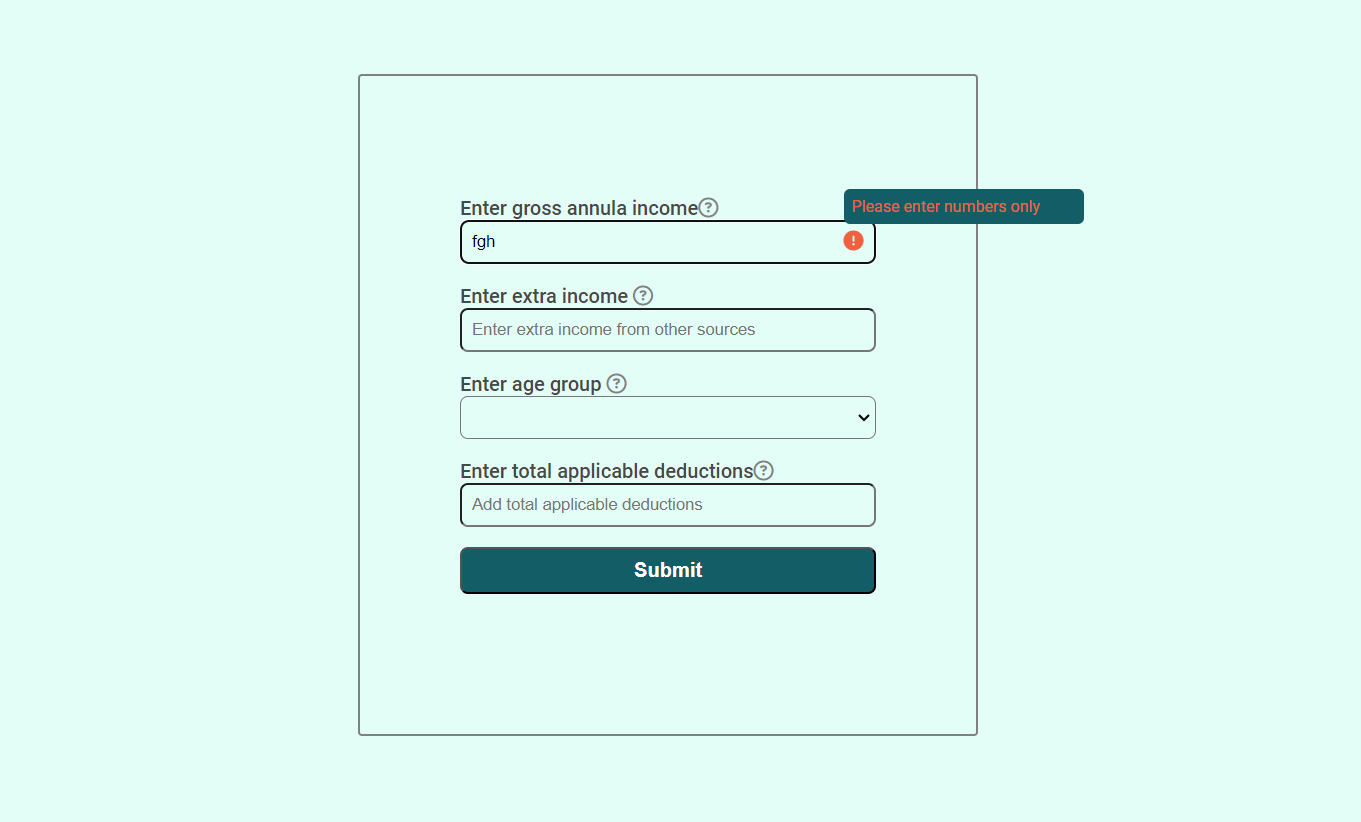 Enter gross annula income?
Please enter numbers only
fgh
!
Enter extra income ?
Enter extra income from other sources
Enter age group ?
Enter total applicable deductions?
Add total applicable deductions
Submit